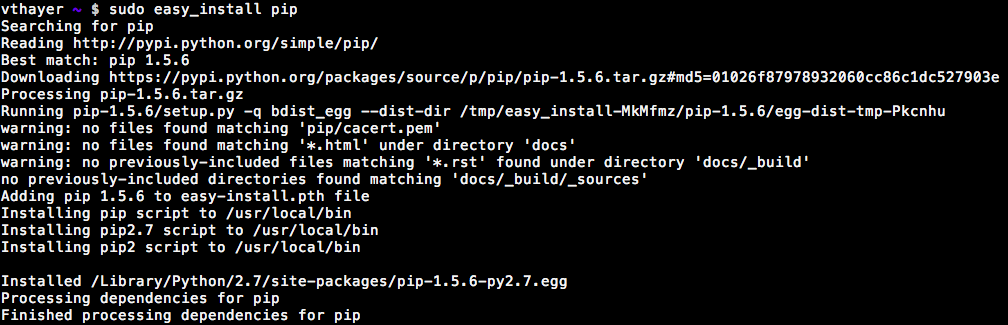 vthayer ~ $ sudo easy_install pip
Searching for pip
Reading http://pypi.python.org/simple/pip/
Best match: pip 1.5.6
Downloading https://pypi.python.org/packages/source/p/pip/pip-1.5.6.tar.gz#md5=01026f87978932060cc86c1dc527903e
Processing pip-1.5.6.tar.gz
Running pip-1.5.6/setup.py -q bdist_egg --dist-dir /tmp/easy_install-MkMfmz/pip-1.5.6/egg-dist-tmp-Pkcnhu
warning: no files found matching 'pip/cacert.pem'
warning: no files found matching '*.html' under directory 'docs'
warning: no previously-included files matching '*.rst' found under directory 'docs/_build'
no previously-included directories found matching 'docs/_build/_sources'
Adding pip 1.5.6 to easy-install.pth file
Installing pip script to /usr/local/bin
Installing pip2.7 script to /usr/local/bin
Installing pip2 script to /usr/local/bin

Installed /Library/Python/2.7/site-packages/pip-1.5.6-py2.7.egg
Processing dependencies for pip
Finished processing dependencies for pip